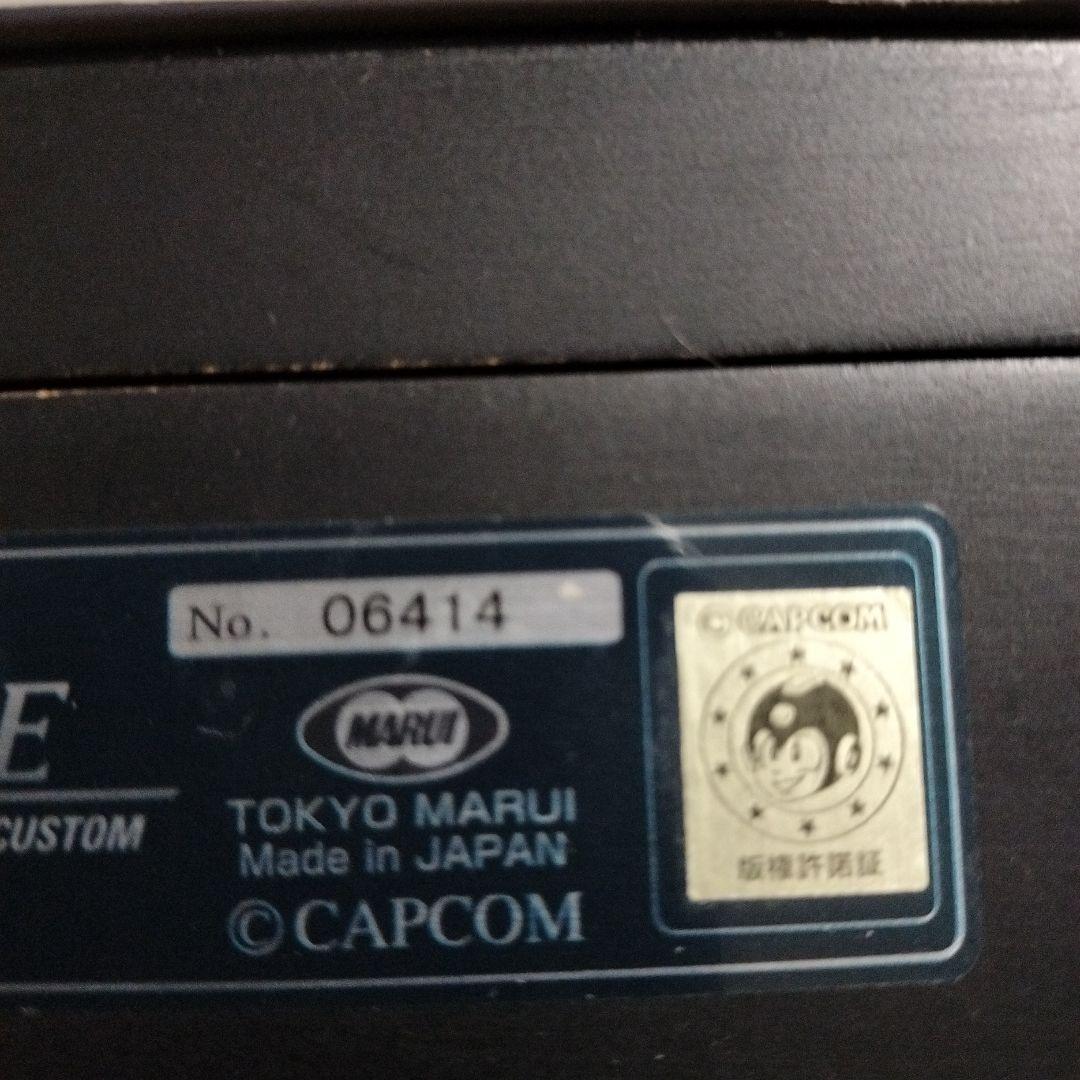 No. 06414
MARUI
E
CUSTOM
TOKYO MARUI
Made in JAPAN
©CAPCOM
© CAPCOM
版権許諾証